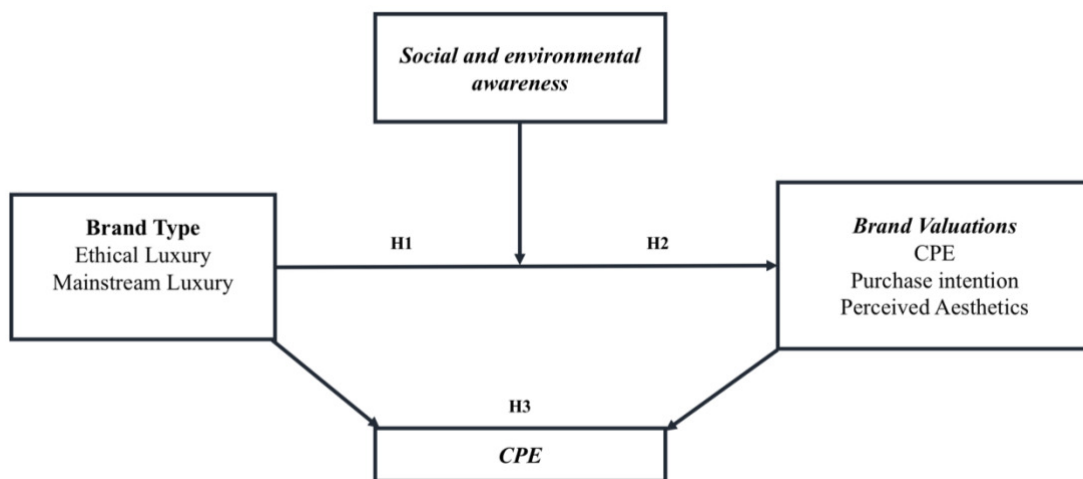 Social and environmental
awareness
Brand Type
Ethical Luxury
Mainstream Luxury
H1
H2
Brand Valuations
CPE
Purchase intention
Perceived Aesthetics
H3
CPE